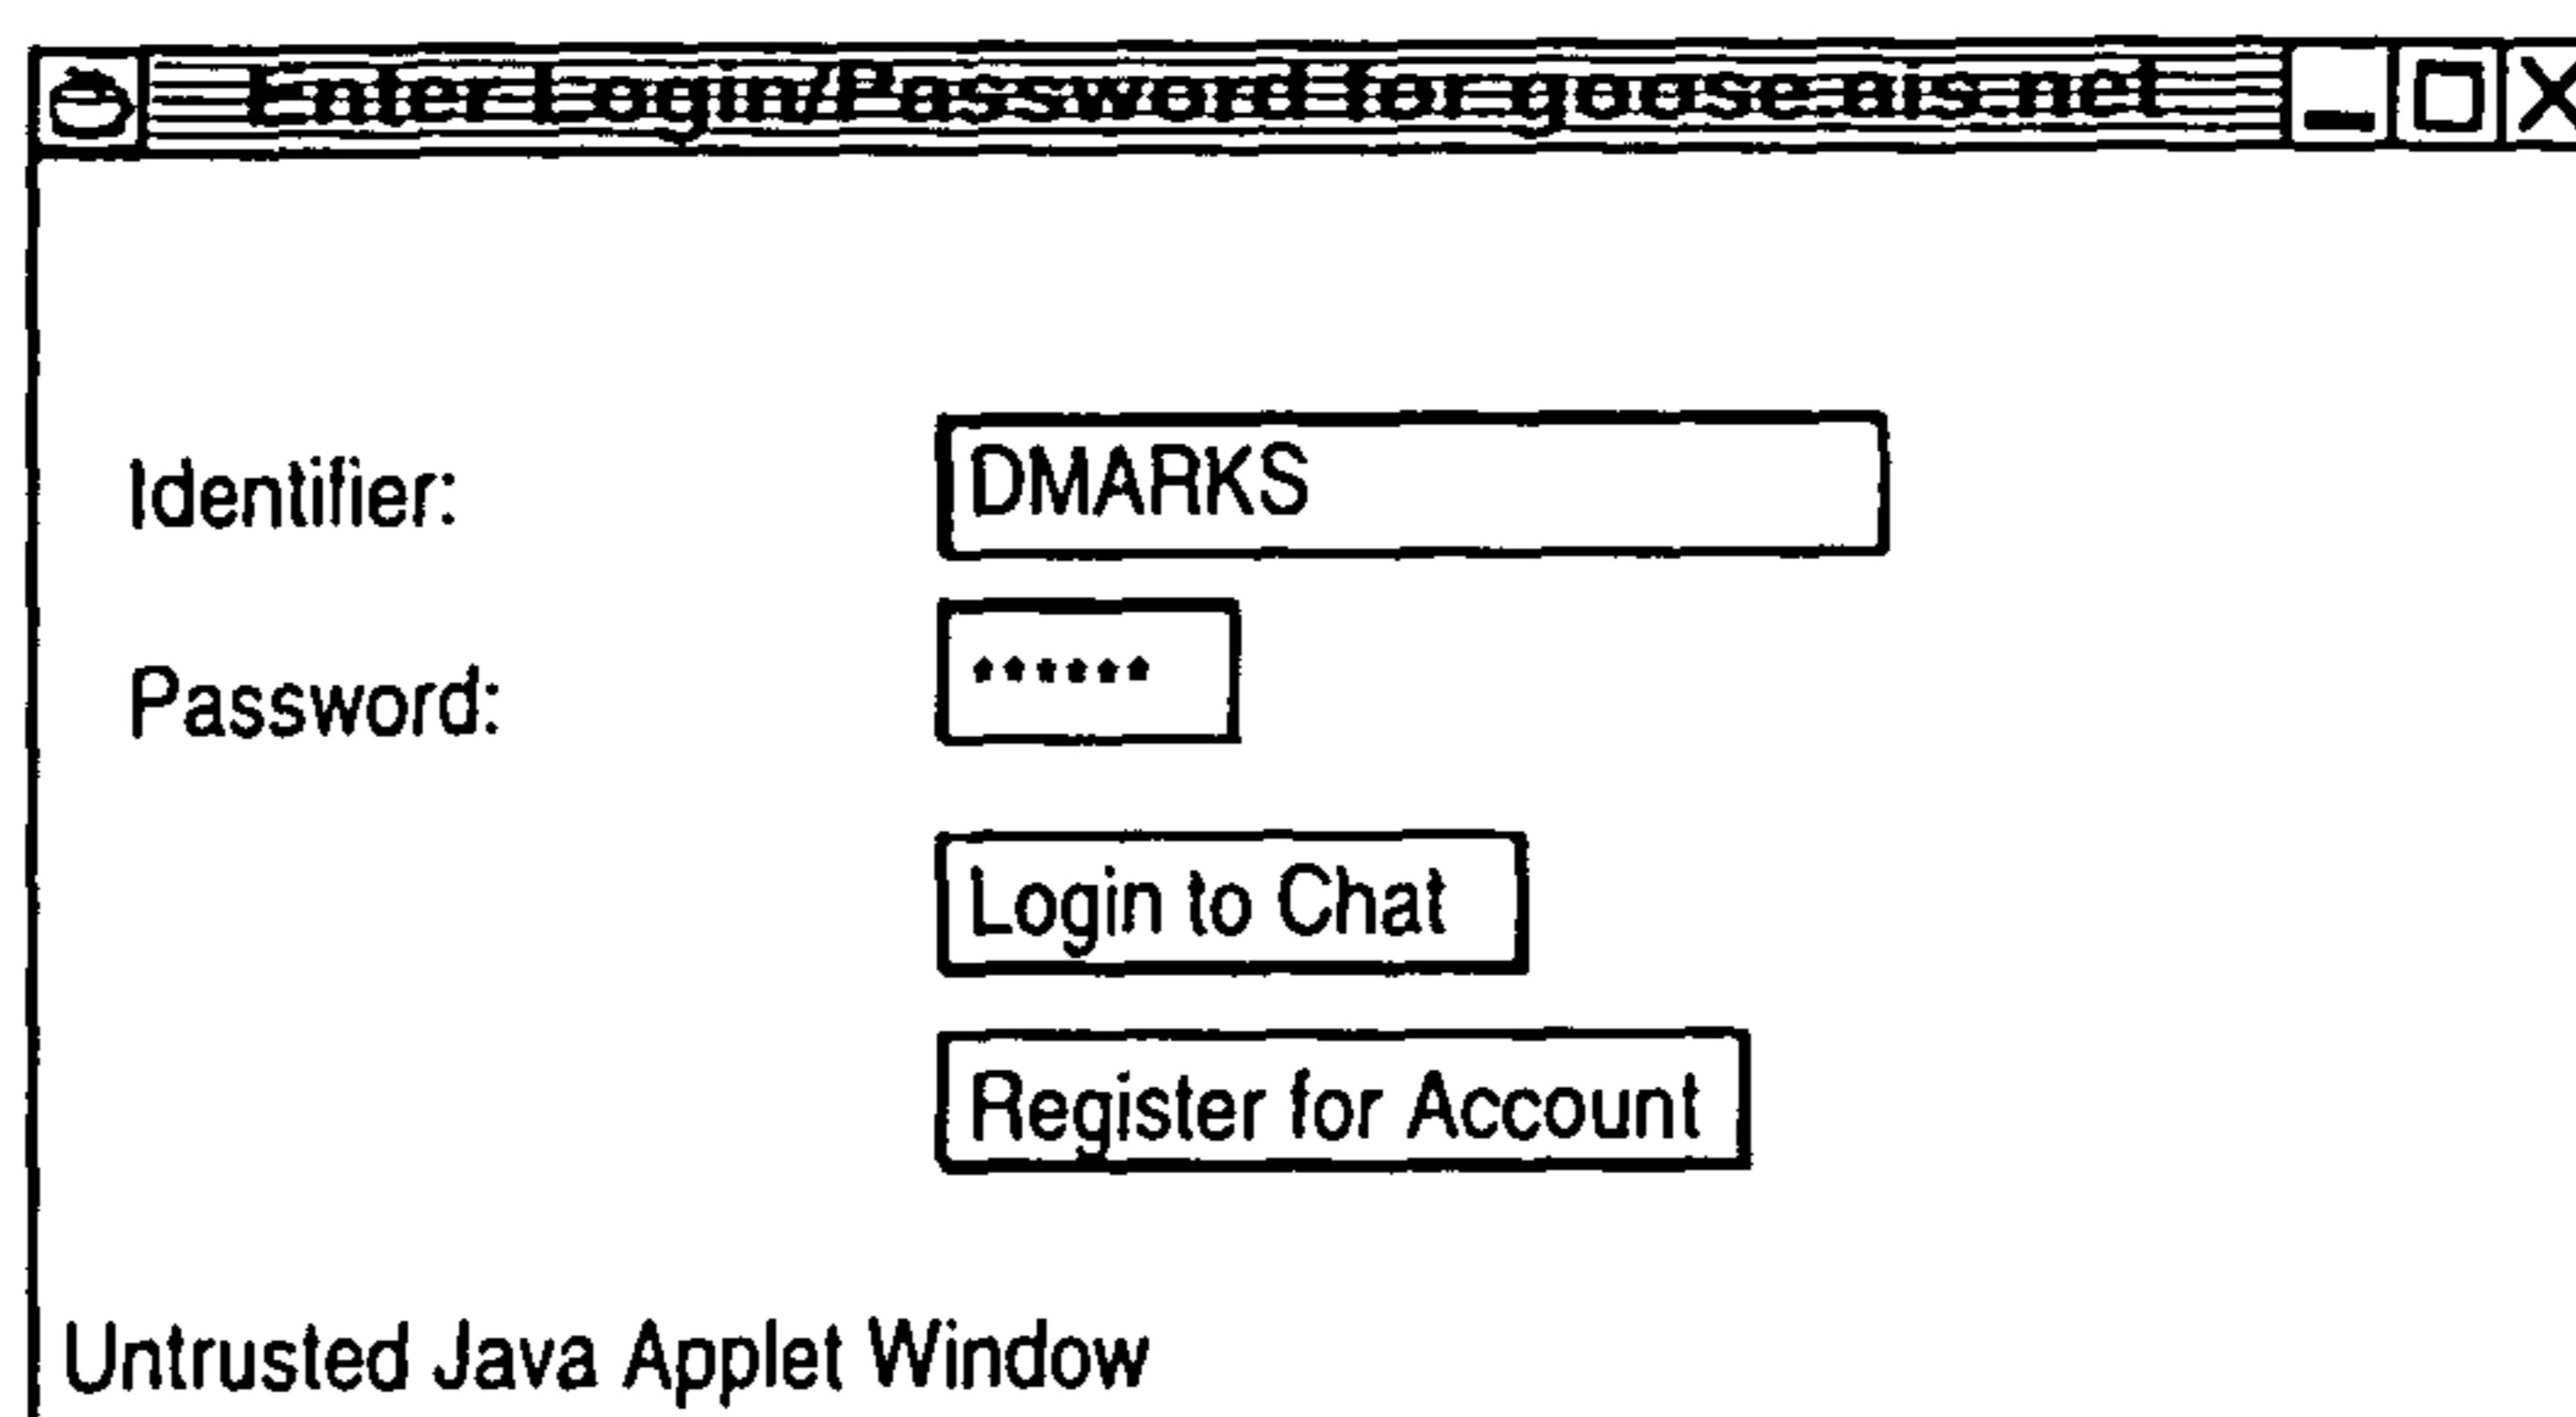 Enter Login/Password for goose.ais.net
Identifier: DMARKS
Password: ******
Login to Chat
Register for Account
Untrusted Java Applet Window